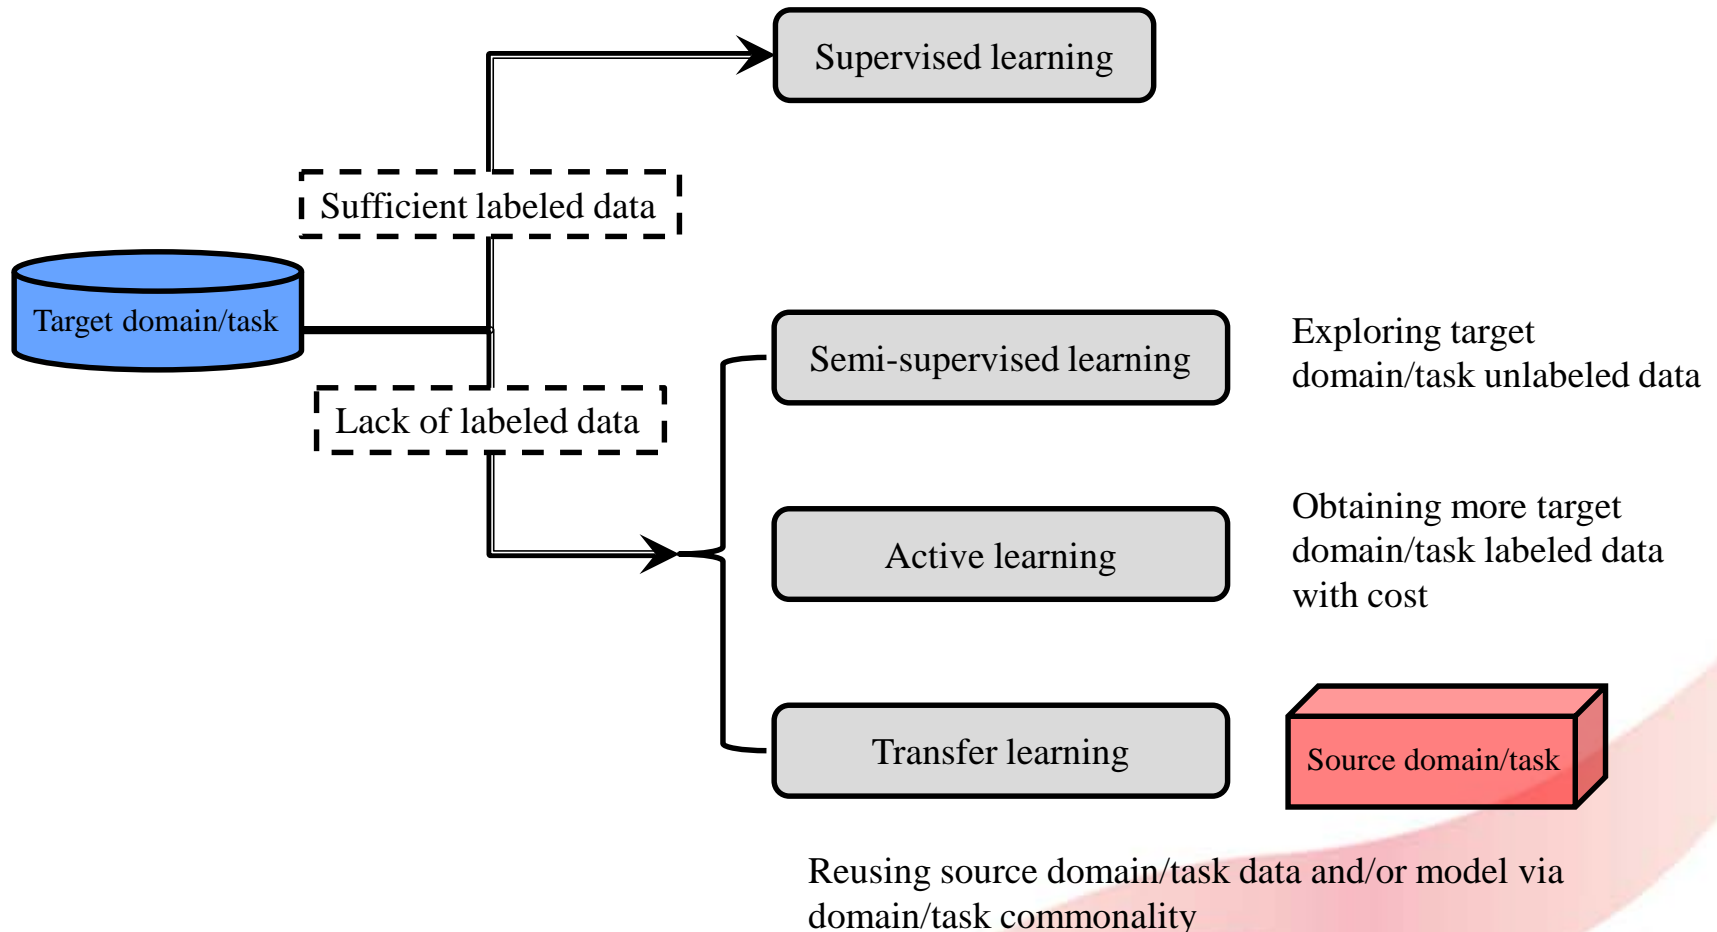 Supervised learning
Sufficient labeled data
Target domain/task
Lack of labeled data
Semi-supervised learning
Exploring target
domain/task unlabeled data
Active learning
Obtaining more target
domain/task labeled data
with cost
Transfer learning
Source domain/task
Reusing source domain/task data and/or model via
domain/task commonality